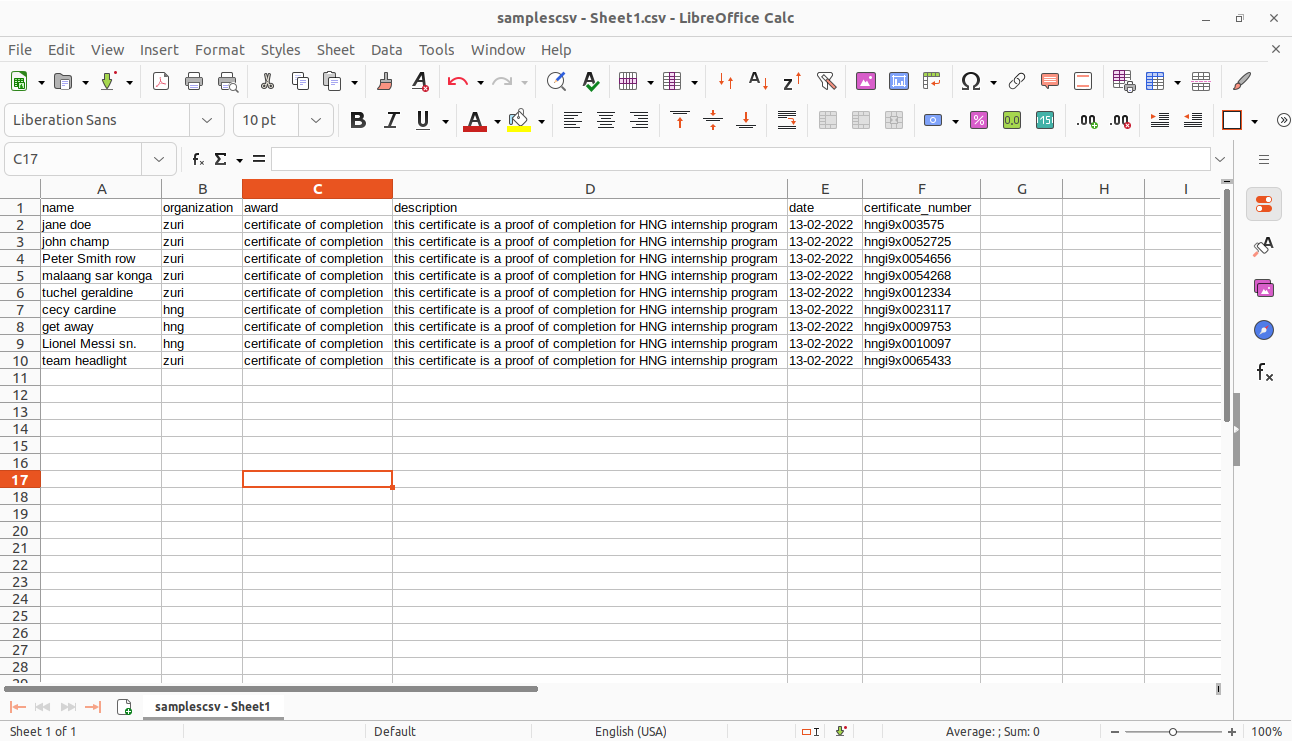 samplescsv - Sheet1.csv - LibreOffice Calc
File Edit View Insert Format Styles Sheet Data Tools Window Help
Liberation Sans 10 pt
C17
A B C D E F G H I
1 name organization award description date certificate_number
2 jane doe zuri certificate of completion this certificate is a proof of completion for HNG internship program 13-02-2022 hngi9x003575
3 john champ zuri certificate of completion this certificate is a proof of completion for HNG internship program 13-02-2022 hngi9x0052725
4 Peter Smith row zuri certificate of completion this certificate is a proof of completion for HNG internship program 13-02-2022 hngi9x0054656
5 malaang sar konga zuri certificate of completion this certificate is a proof of completion for HNG internship program 13-02-2022 hngi9x0054268
6 tuchel geraldine zuri certificate of completion this certificate is a proof of completion for HNG internship program 13-02-2022 hngi9x0012334
7 cecy cardine hng certificate of completion this certificate is a proof of completion for HNG internship program 13-02-2022 hngi9x0023117
8 get away hng certificate of completion this certificate is a proof of completion for HNG internship program 13-02-2022 hngi9x0009753
9 Lionel Messi sn. hng certificate of completion this certificate is a proof of completion for HNG internship program 13-02-2022 hngi9x0010097
10 team headlight zuri certificate of completion this certificate is a proof of completion for HNG internship program 13-02-2022 hngi9x0065433
11
12
13
14
15
16
17
18
19
20
21
22
23
24
25
26
27
28
29
samplescsv - Sheet1
Sheet 1 of 1 Default English (USA) Average: ; Sum: 0 100%